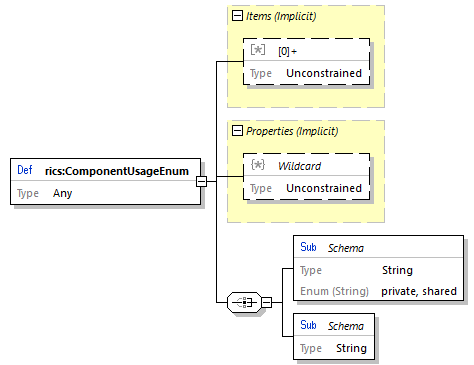 Items (Implicit)
[*] [0]+
Type Unconstrained
Properties (Implicit)
{*} Wildcard
Type Unconstrained
Def rics:ComponentUsageEnum
Type Any
Sub Schema
Type String
Enum (String) private, shared
Sub Schema
Type String